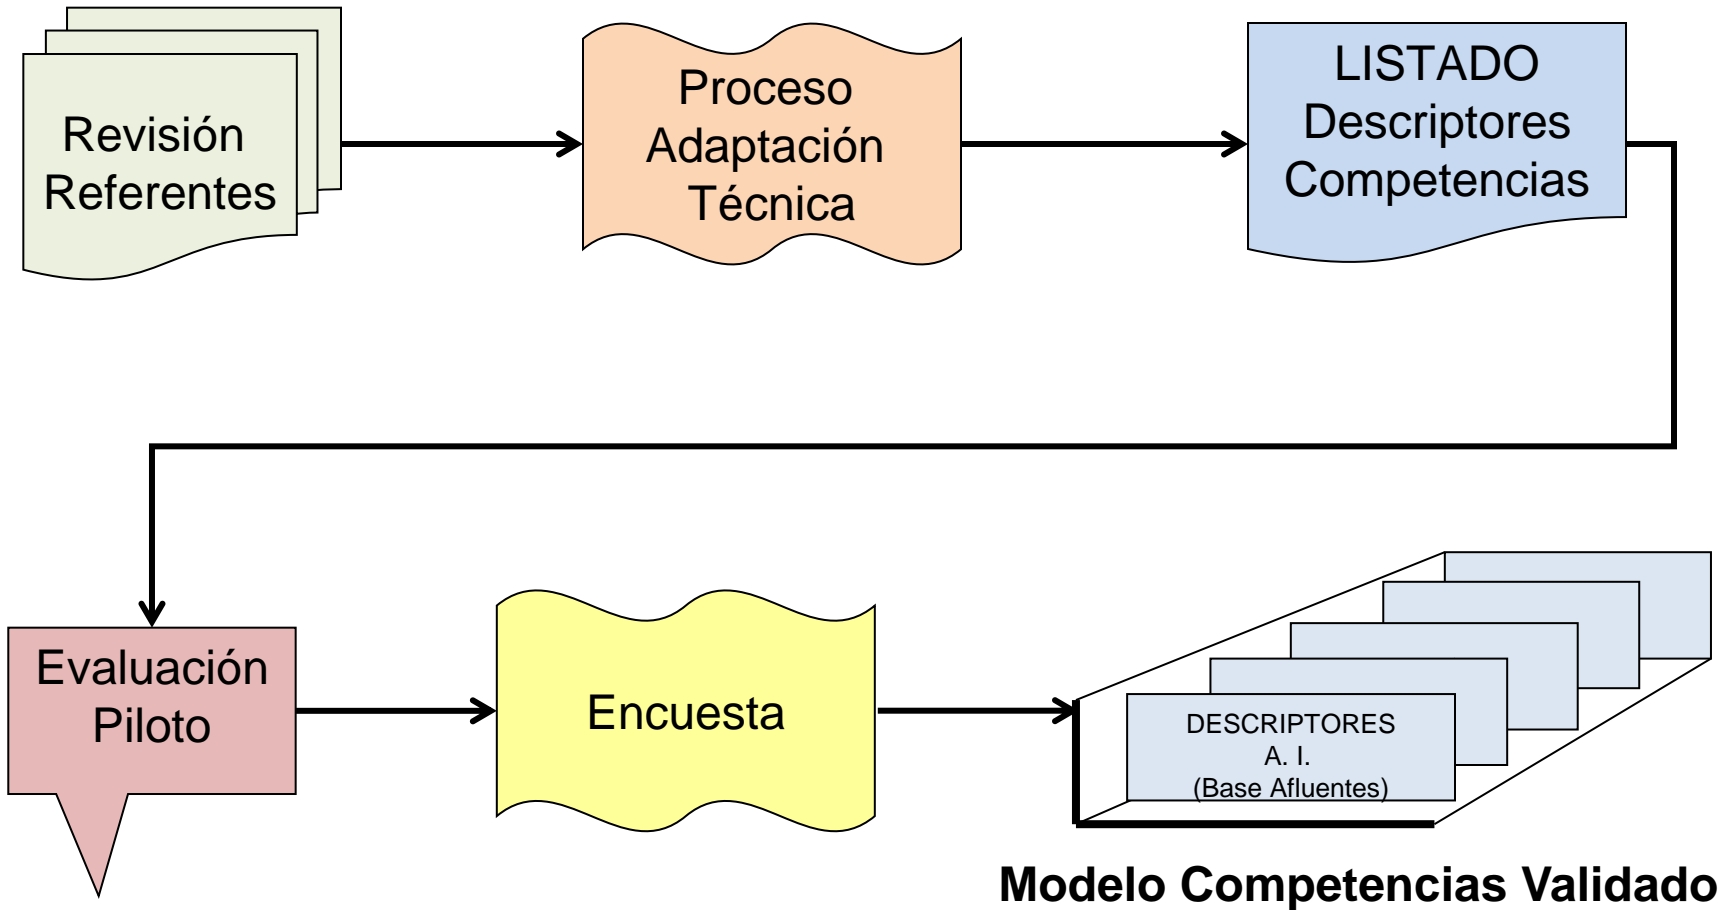 Revisión
Referentes
Proceso
Adaptación
Técnica
LISTADO
Descriptores
Competencias
Evaluación
Piloto
Encuesta
DESCRIPTORES
A. I.
(Base Afluentes)
Modelo Competencias Validado